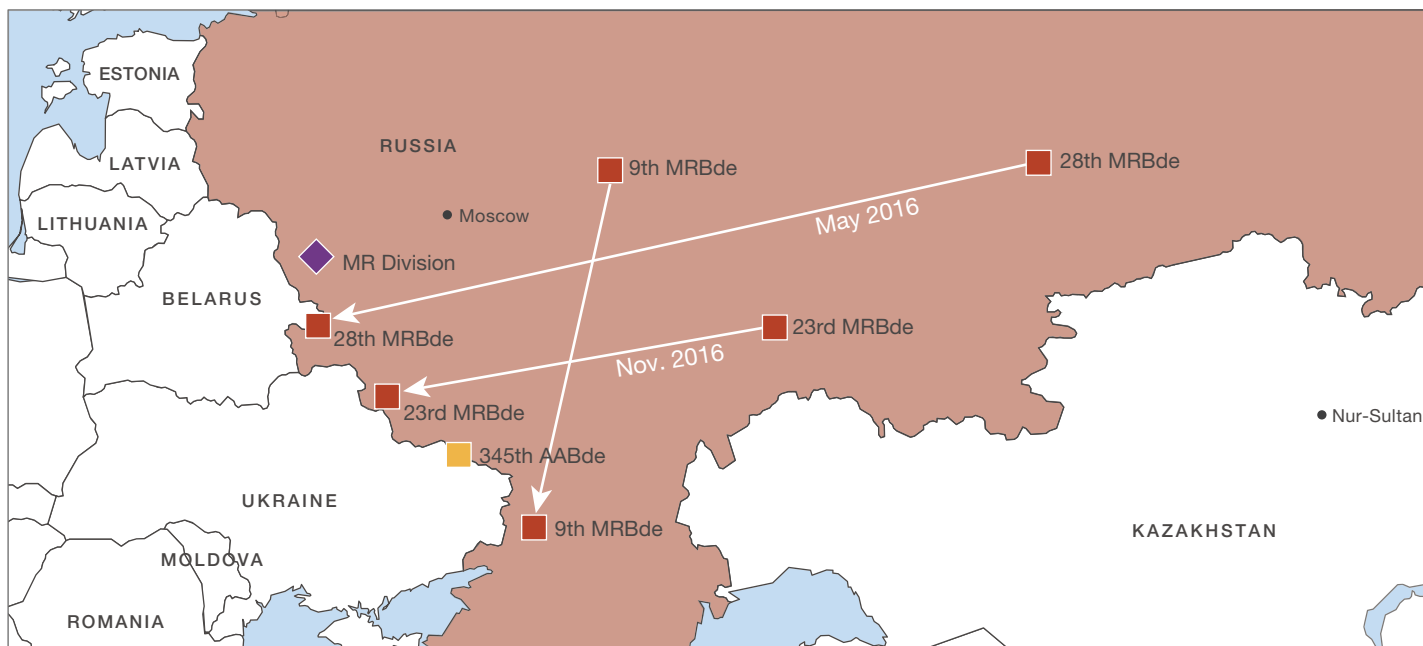 ESTONIA
RUSSIA
LATVIA
9th MRBde
28th MRBde
Moscow
May 2016
LITHUANIA
MR Division
BELARUS
28th MRBde
23rd MRBde
Nov. 2016
23rd MRBde
Nur-Sultan
345th AABde
UKRAINE
9th MRBde
KAZAKHSTAN
MOLDOVA
ROMANIA